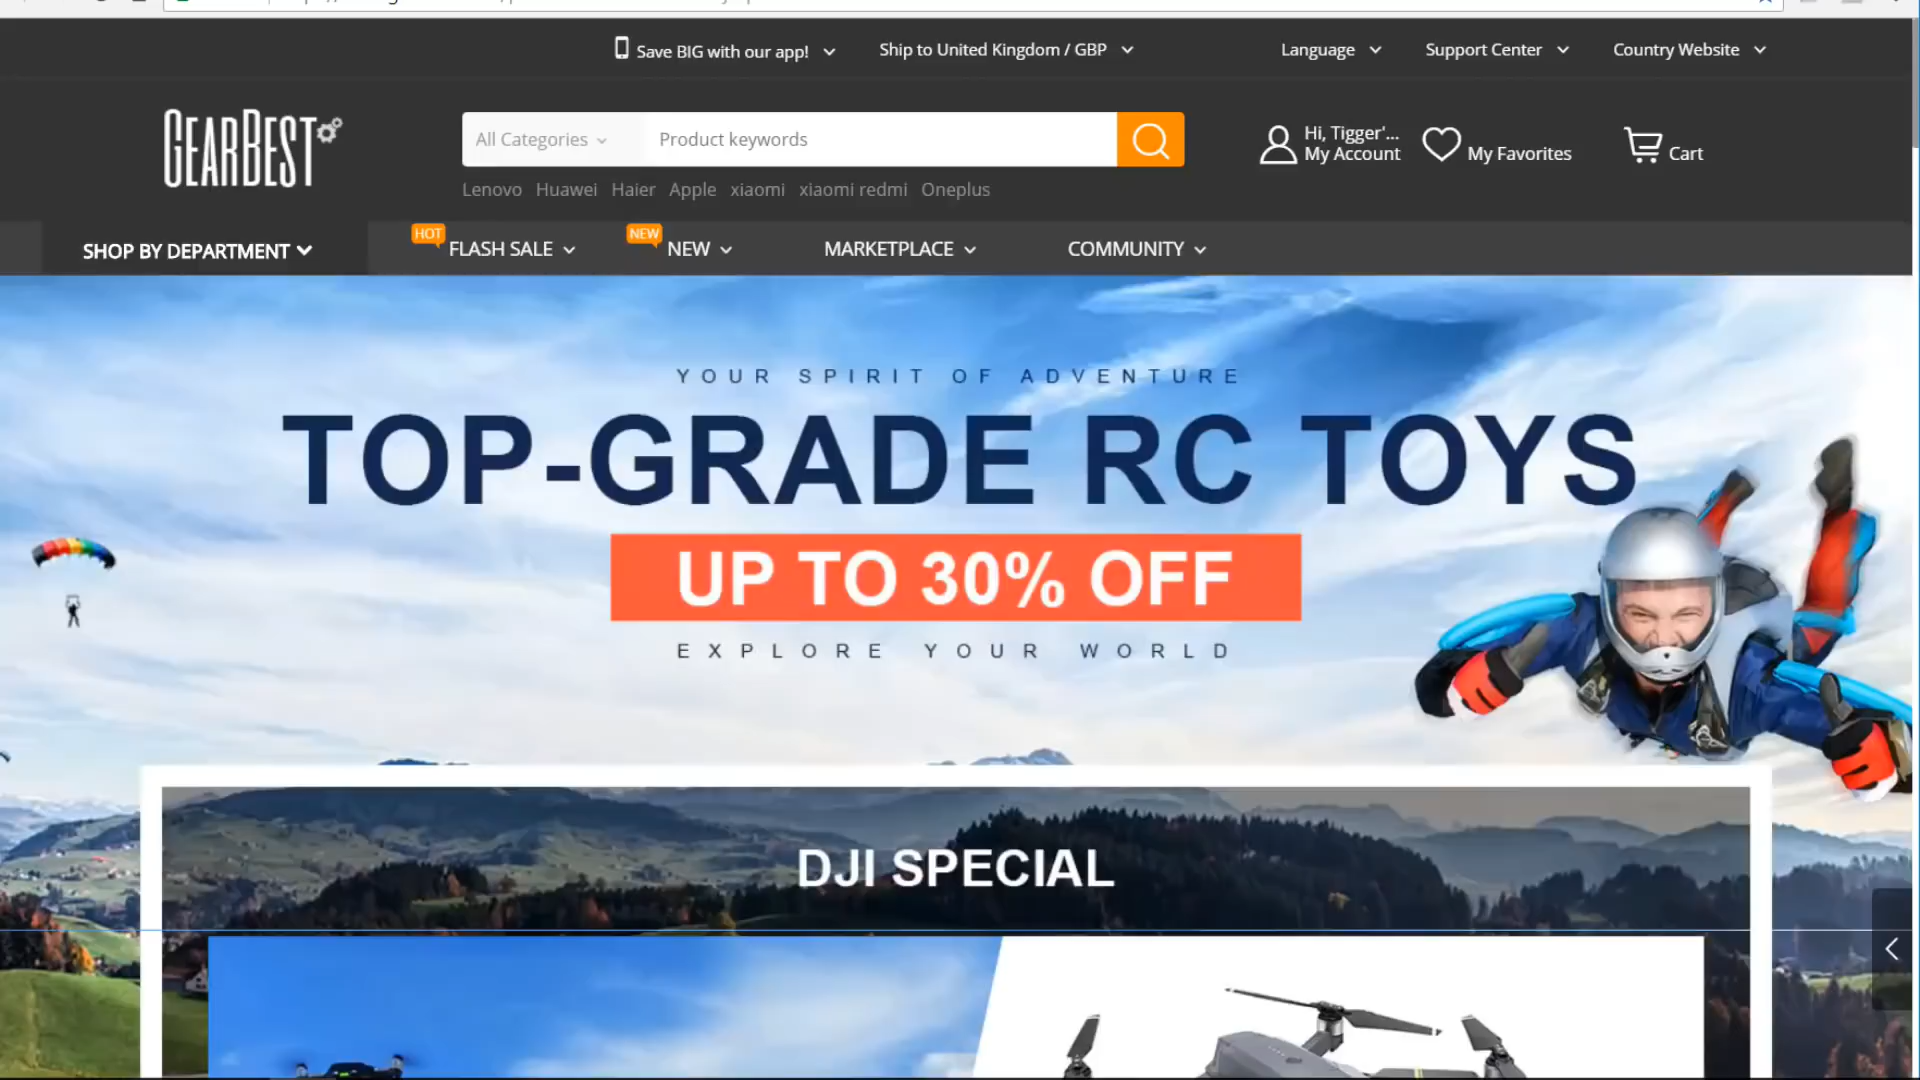 Save BIG with our app!
Ship to United Kingdom / GBP
Language
Support Center
Country Website
GEARBEST
All Categories
Product keywords
Hi, Tigger'...
My Account
My Favorites
Cart
Lenovo Huawei Haier Apple xiaomi xiaomi redmi Oneplus
SHOP BY DEPARTMENT
HOT
FLASH SALE
NEW
NEW
MARKETPLACE
COMMUNITY
YOUR SPIRIT OF ADVENTURE
TOP-GRADE RC TOYS
UP TO 30% OFF
EXPLORE YOUR WORLD
DJI SPECIAL